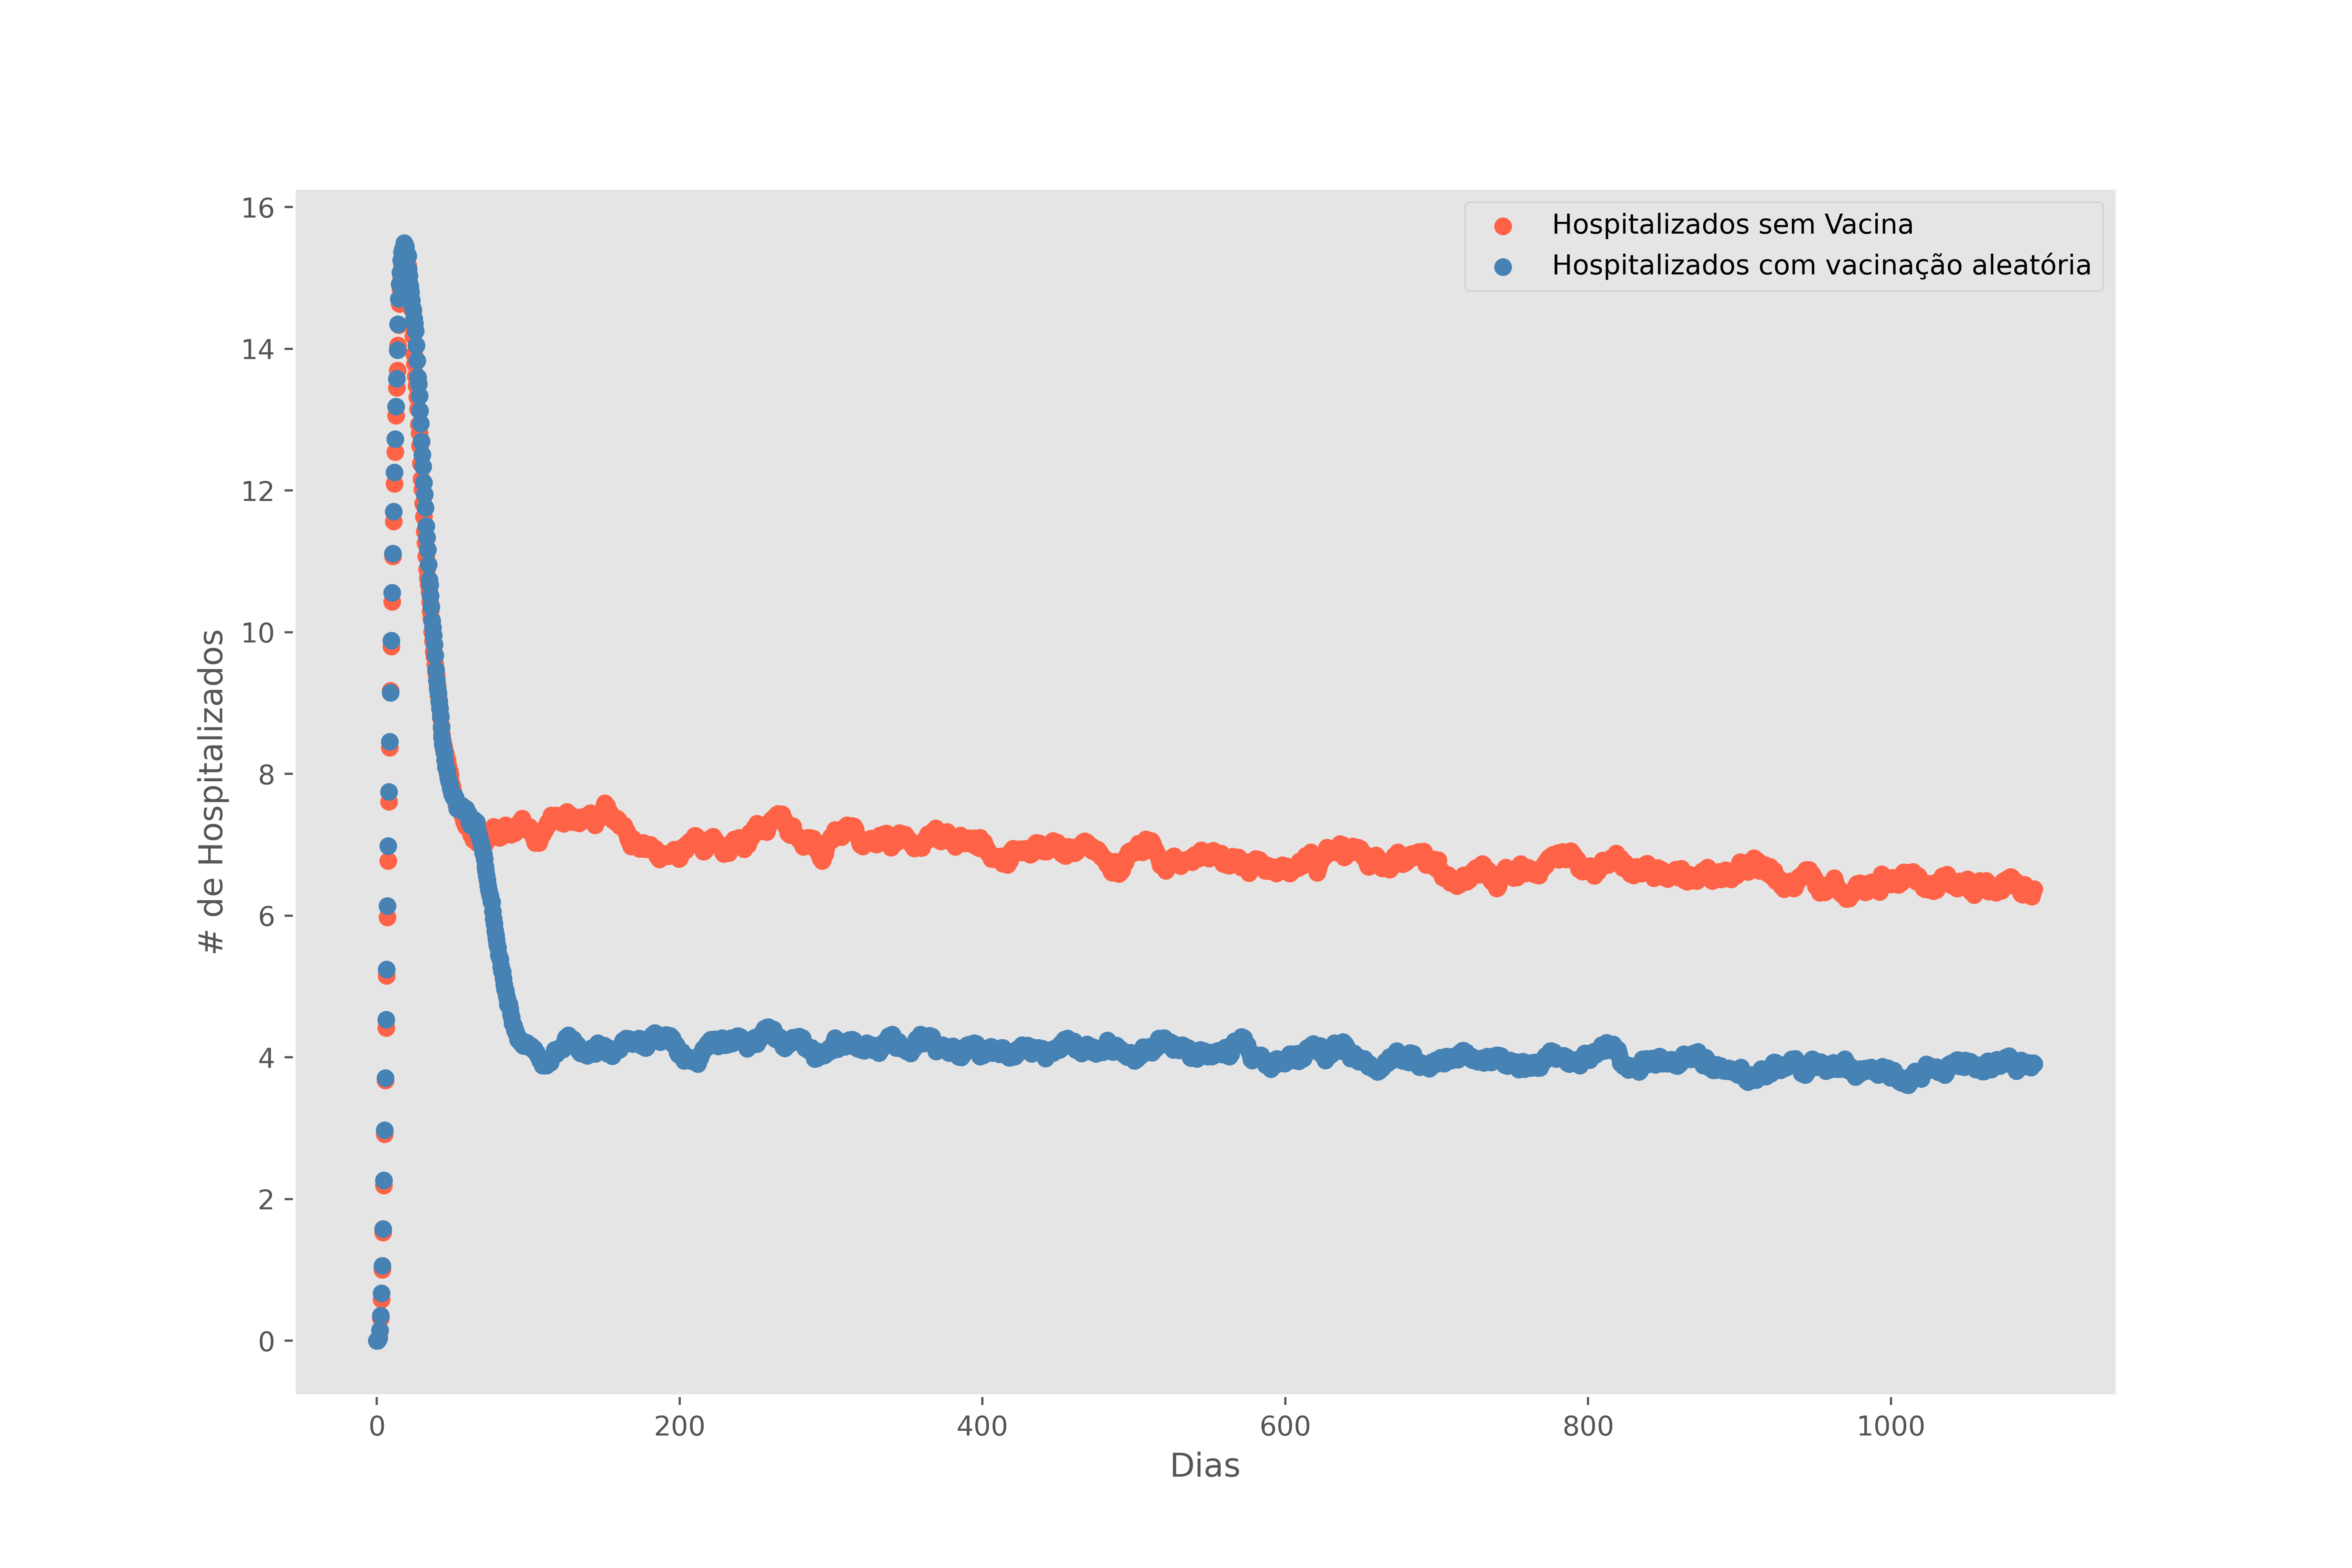 Hospitalizados sem Vacina
Hospitalizados com vacinação aleatória
# de Hospitalizados
16
14
12
10
8
6
4
2
0
0 200 400 600 800 1000
Dias